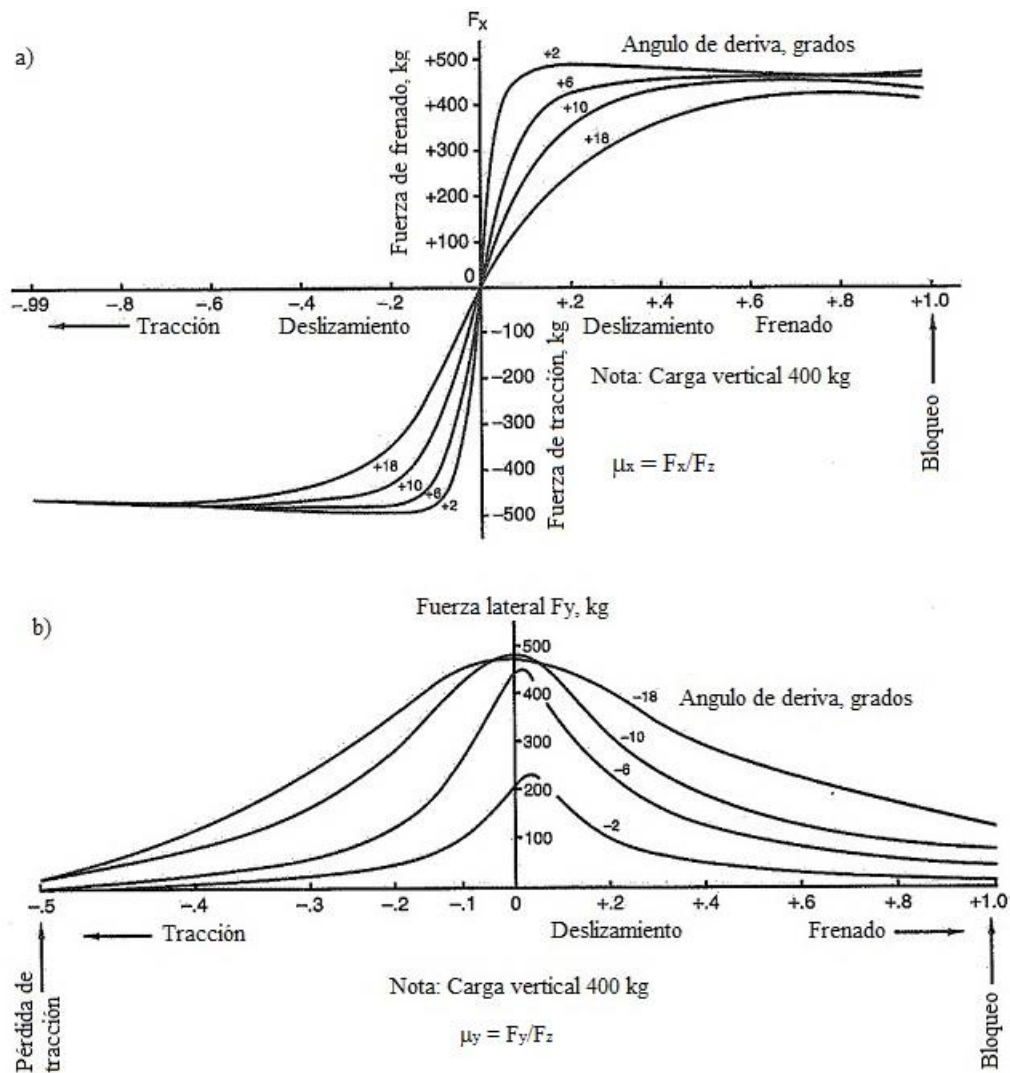 a)
Fx
Angulo de deriva, grados
Fuerza de frenado, kg
+500
+400
+300
+200
+100
0
+2
+6
+10
+18
-.99
-.8
-.6
-.4
-.2
+.2
+.4
+.6
+.8
+1.0
Tracción
Deslizamiento
Deslizamiento
Frenado
-100
-200
-300
-400
-500
Fuerza de tracción, kg
Nota: Carga vertical 400 kg
μx = Fx/Fz
Bloqueo
+18
+10
+6
+2
b)
Fuerza lateral Fy, kg
500
400
300
200
100
Angulo de deriva, grados
-18
-10
-6
-2
-.5
-.4
-.3
-.2
-.1
0
+.2
+.4
+.6
+.8
+1.0
Tracción
Deslizamiento
Frenado
Pérdida de
tracción
Nota: Carga vertical 400 kg
μy = Fy/Fz
Bloqueo